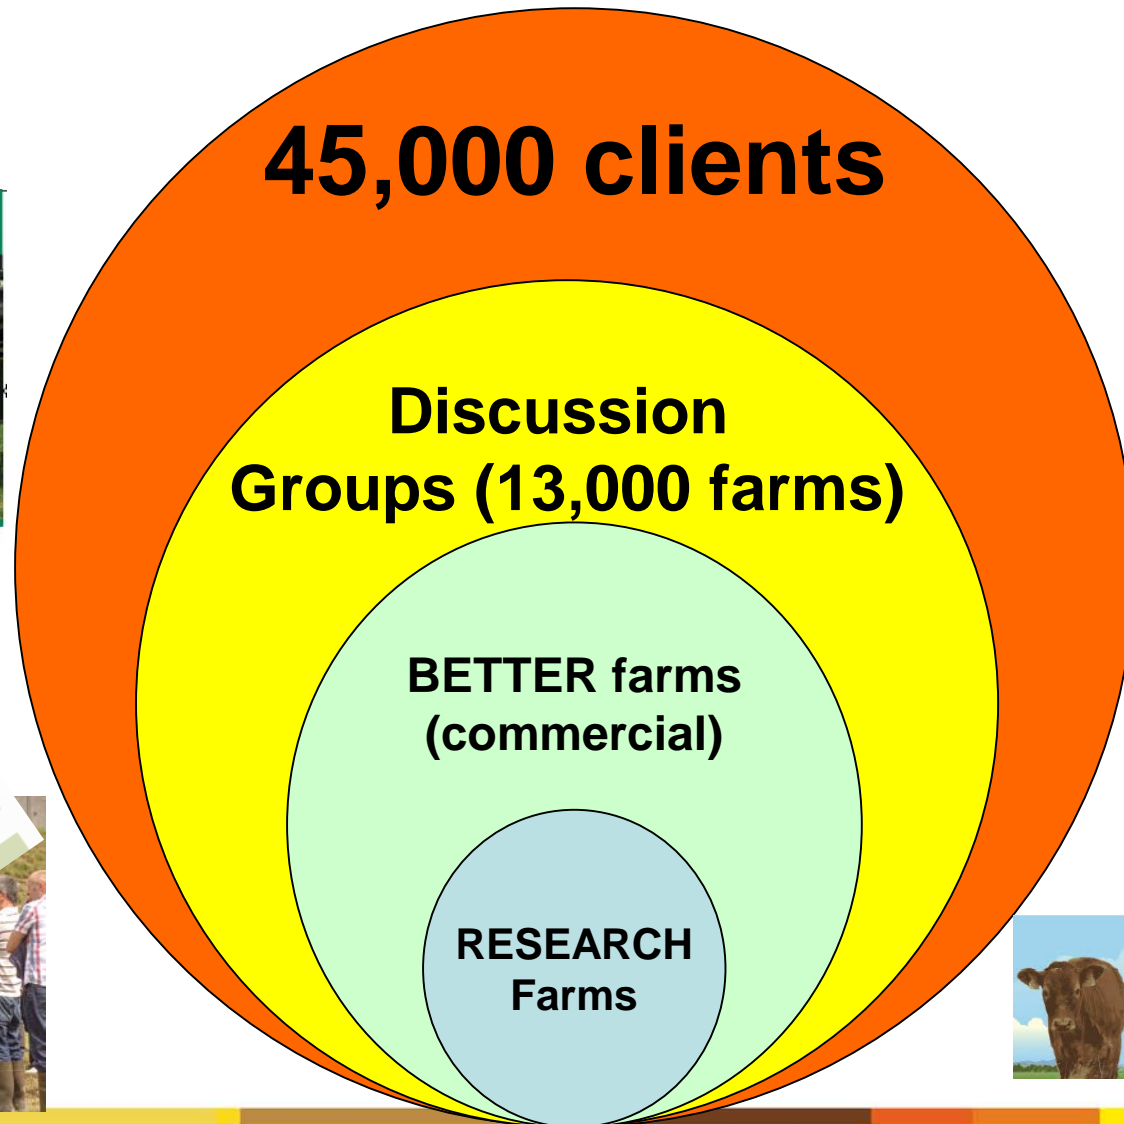 45,000 clients
Discussion
Groups (13,000 farms)
BETTER farms
(commercial)
RESEARCH
Farms